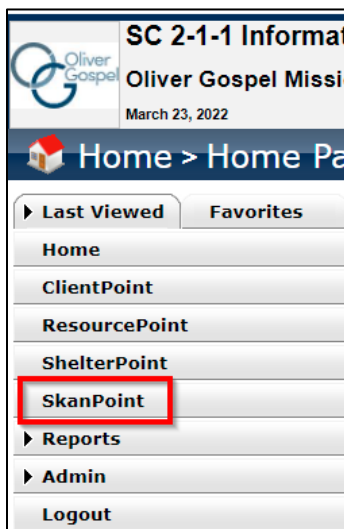 Oliver
Gospel
SC 2-1-1 Informat
Oliver Gospel Missi
March 23, 2022
Home > Home Pa
Last Viewed Favorites
Home
ClientPoint
ResourcePoint
ShelterPoint
SkanPoint
Reports
Admin
Logout